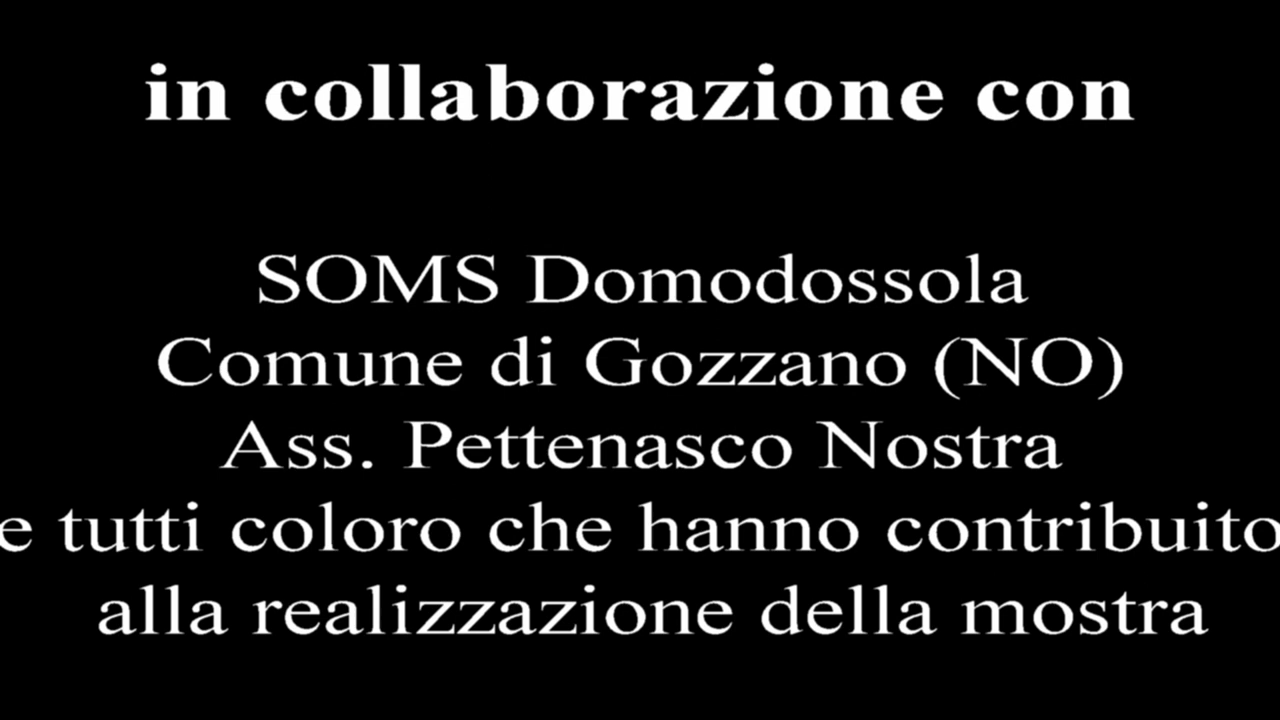 in collaborazione con
SOMS Domodossola
Comune di Gozzano (NO)
Ass. Pettenasco Nostra
e tutti coloro che hanno contribuito
alla realizzazione della mostra